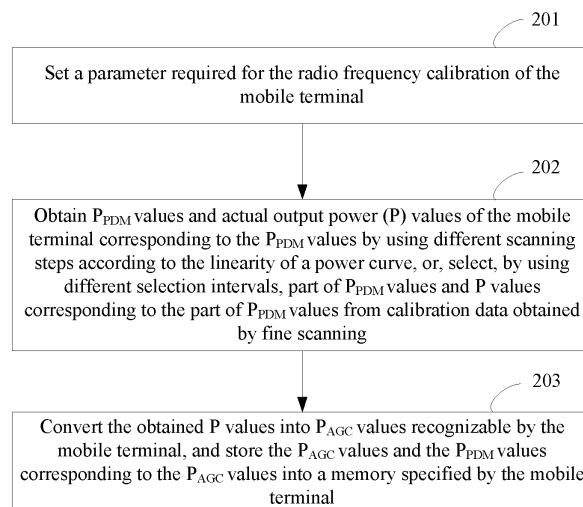 201
Set a parameter required for the radio frequency calibration of the
mobile terminal
202
Obtain PPDM values and actual output power (P) values of the mobile
terminal corresponding to the PPDM values by using different scanning
steps according to the linearity of a power curve, or, select, by using
different selection intervals, part of PPDM values and P values
corresponding to the part of PPDM values from calibration data obtained
by fine scanning
203
Convert the obtained P values into PAGC values recognizable by the
mobile terminal, and store the PAGC values and the PPDM values
corresponding to the PAGC values into a memory specified by the mobile
terminal